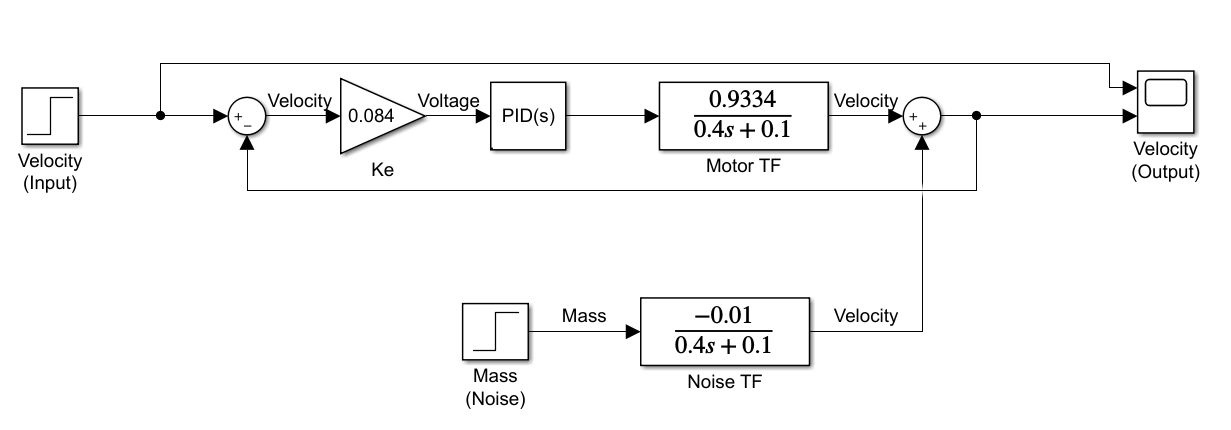 Velocity
(Input)
+
−
Velocity
0.084
Ke
Voltage
PID(s)
0.9334
0.4s + 0.1
Motor TF
Velocity
+
+
Velocity
(Output)
Mass
(Noise)
Mass
−0.01
0.4s + 0.1
Noise TF
Velocity